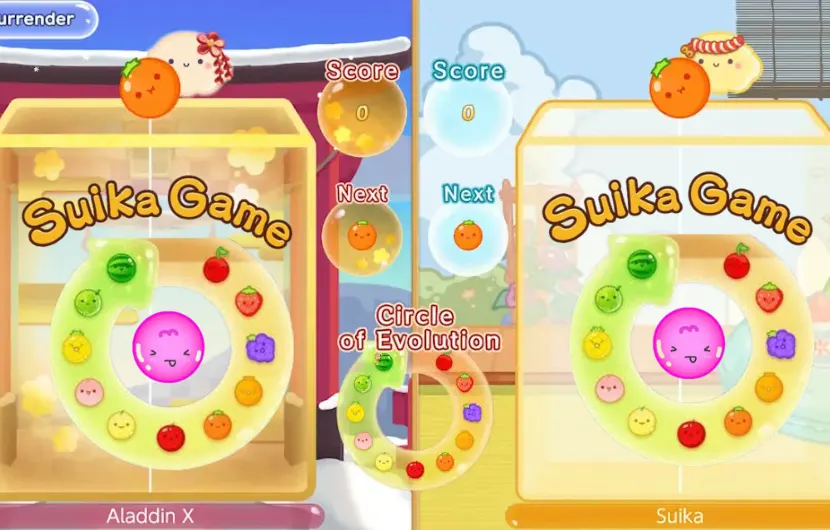 urrender
Score
0
Next
Suika Game
Aladdin X
Circle
of Evolution
Score
0
Next
Suika Game
Suika